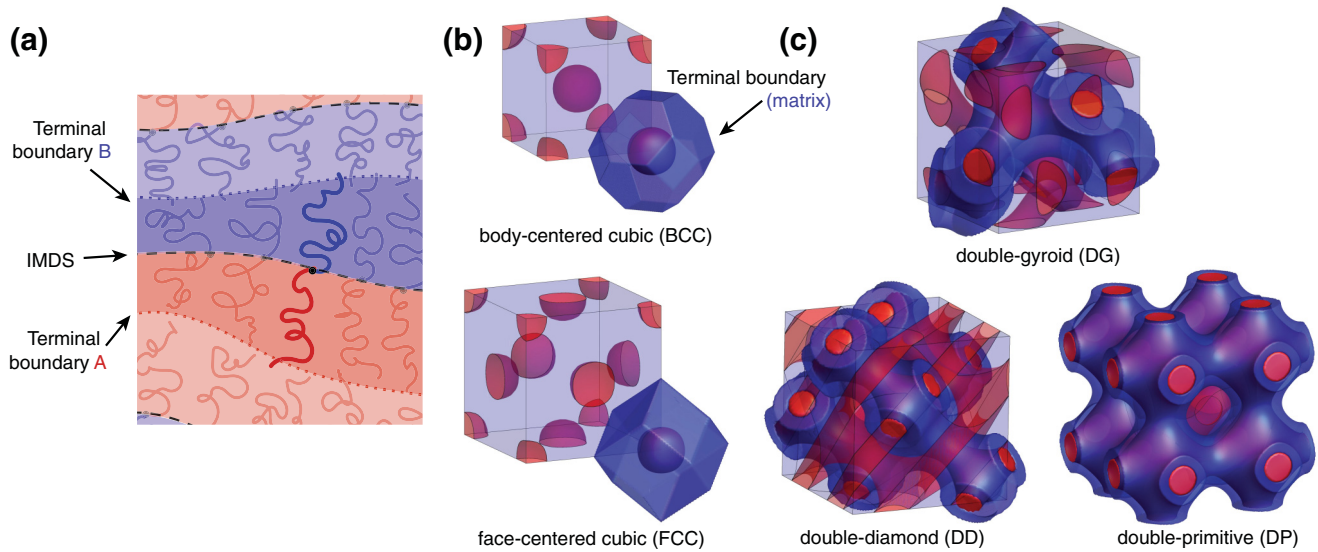 (a)
Terminal
boundary B
IMDS
Terminal
boundary A
(b)
Terminal boundary
(matrix)
body-centered cubic (BCC)
face-centered cubic (FCC)
(c)
double-gyroid (DG)
double-diamond (DD)
double-primitive (DP)